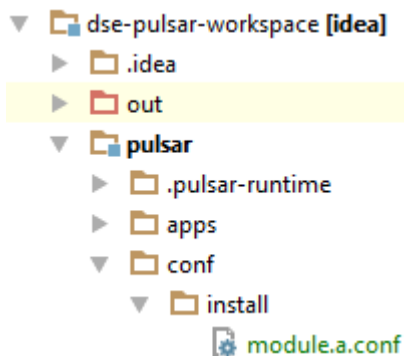 dse-pulsar-workspace [idea]
.idea
out
pulsar
.pulsar-runtime
apps
conf
install
module.a.conf